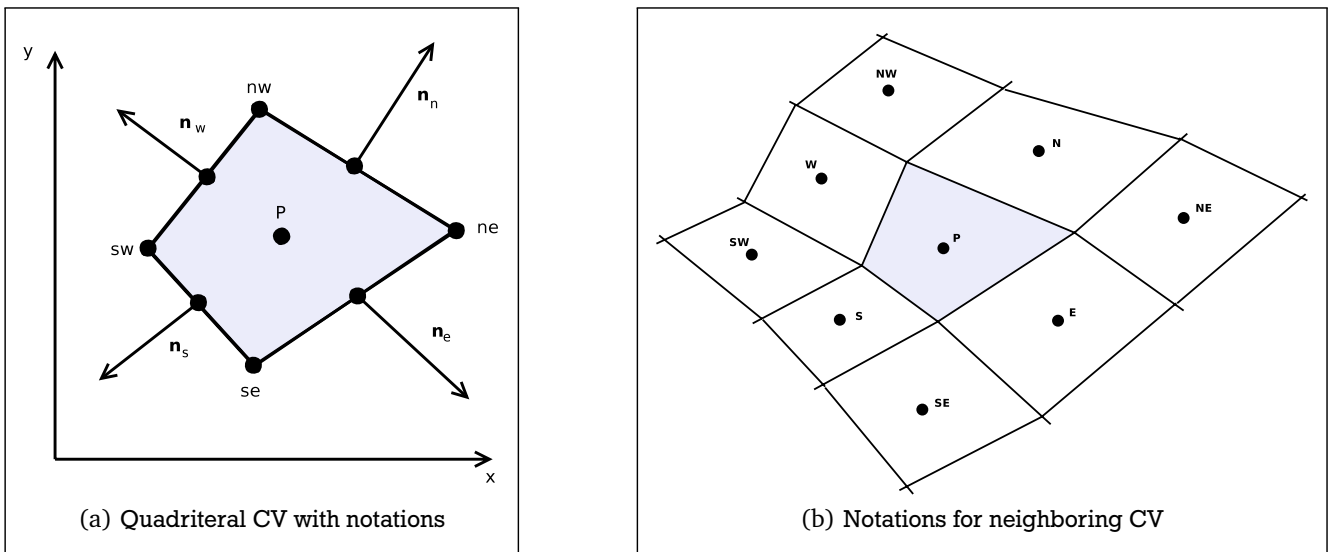 y
nw
n n
n w
P
ne
sw
n e
n s
se
x
(a) Quadriteral CV with notations
NW
N
W
NE
P
SW
S
E
SE
(b) Notations for neighboring CV